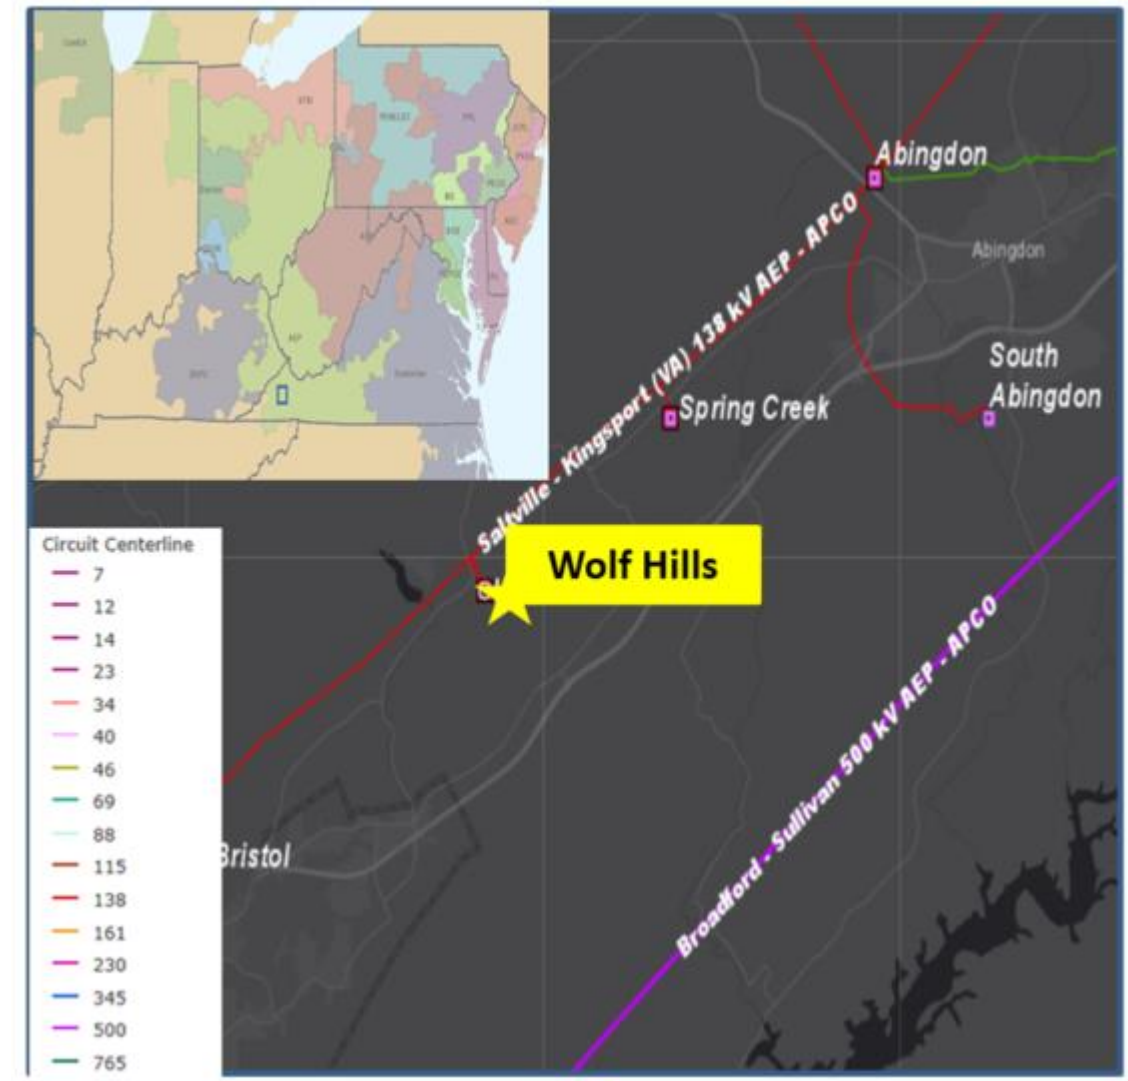 Abingdon
Abingdon
South
Abingdon
Spring Creek
Saltville - Kingsport (VA) 138 kV AEP - APCO
Wolf Hills
Broadford - Sullivan 500 kV AEP - APCO
Bristol
Circuit Centerline
7
12
14
23
34
40
46
69
88
115
138
161
230
345
500
765